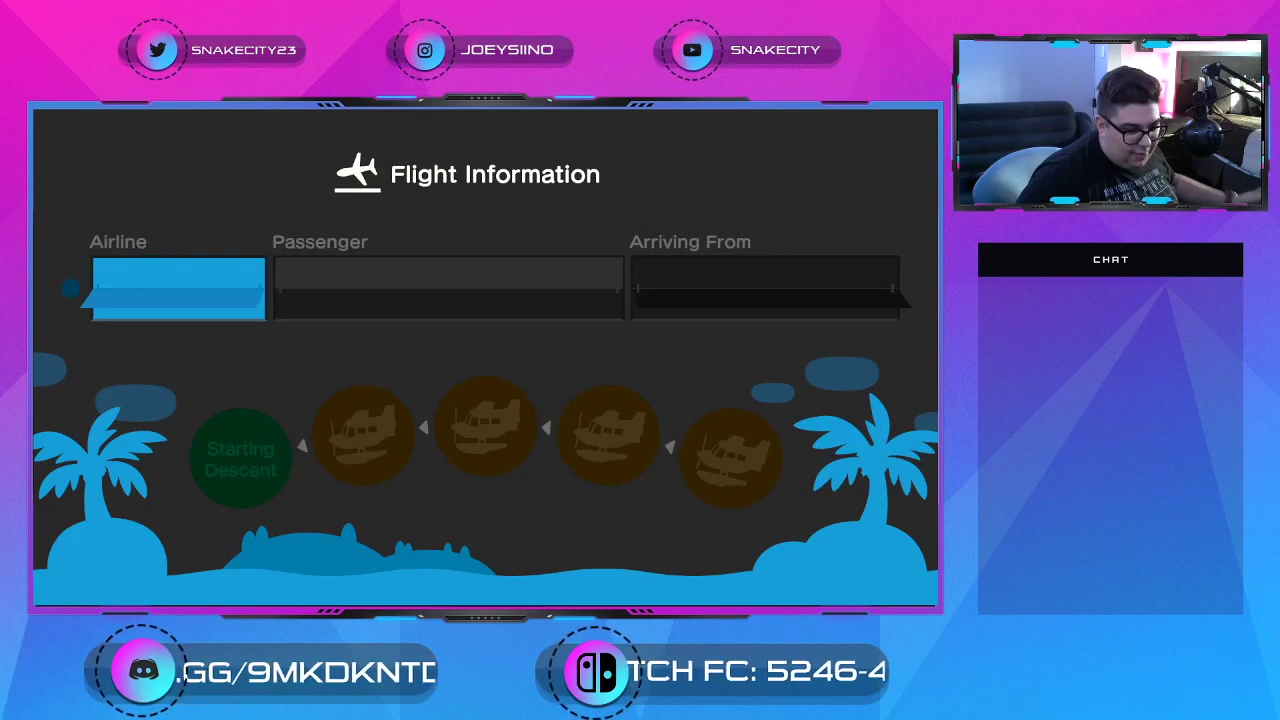 SNAKECITY23
JOEYSIINO
SNAKECITY
Flight Information
Airline
Passenger
Arriving From
Starting
Descent
CHAT
.GG/9MKDKNTD
TCH FC: 5246-4